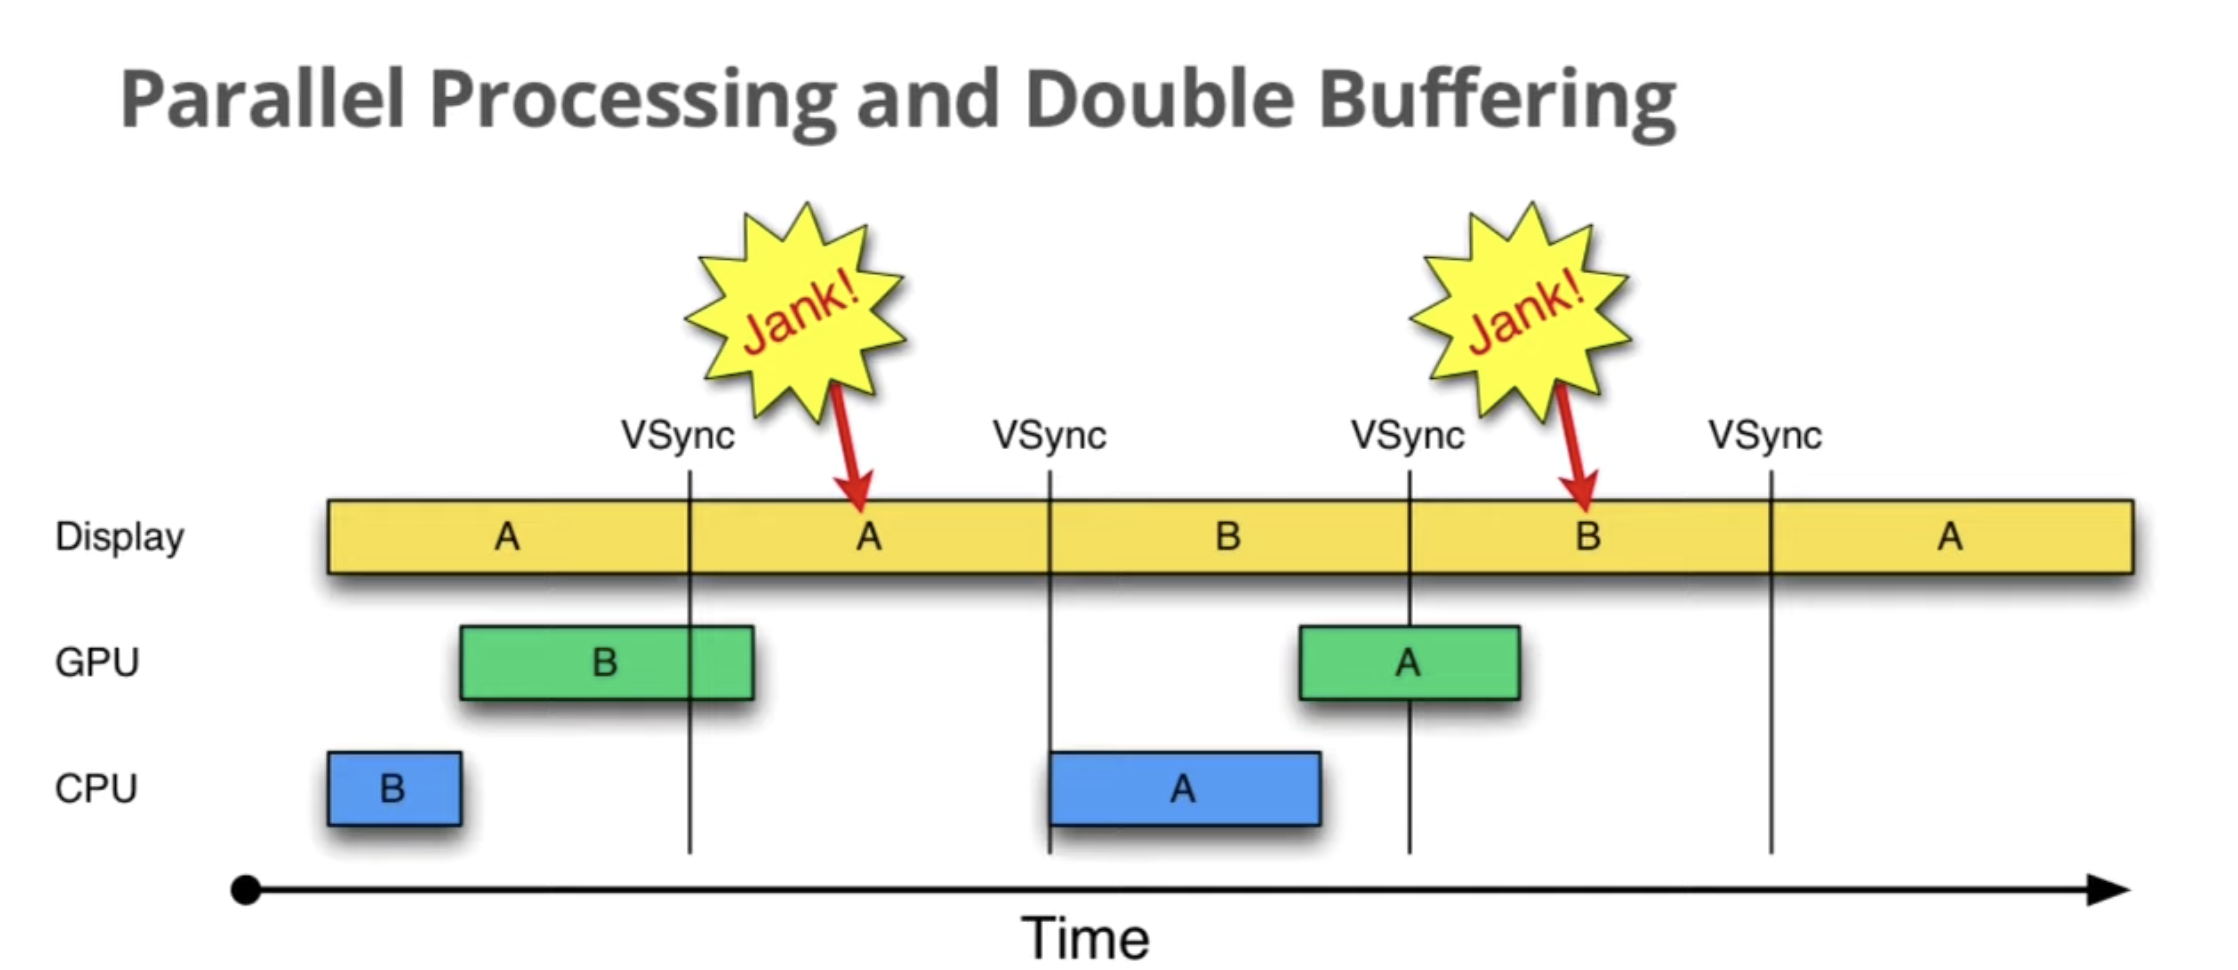 Parallel Processing and Double Buffering
Jank! Jank!
VSync VSync VSync VSync
Display A A B B A
GPU B A
CPU B A
Time